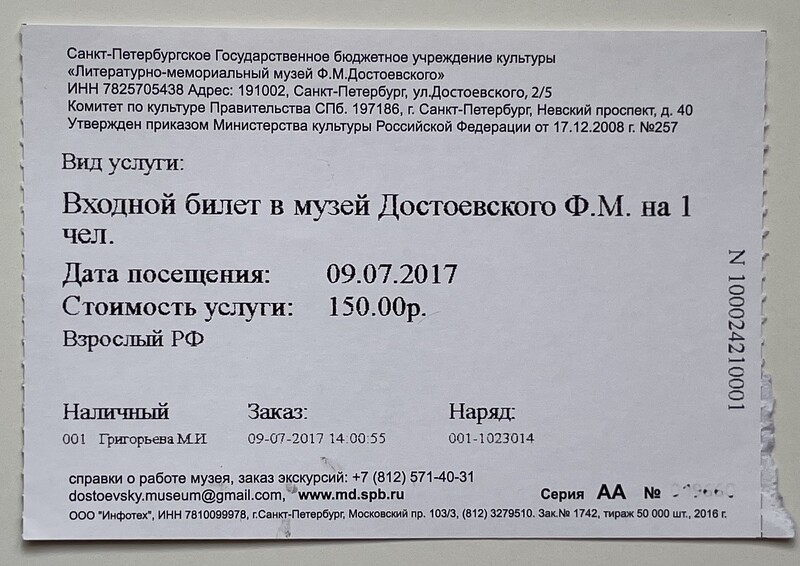 Санкт-Петербургское Государственное бюджетное учреждение культуры
«Литературно-мемориальный музей Ф.М.Достоевского»
ИНН 7825705438 Адрес: 191002, Санкт-Петербург, ул.Достоевского, 2/5
Комитет по культуре Правительства СПб. 197186, г. Санкт-Петербург, Невский проспект, д. 40
Утвержден приказом Министерства культуры Российской Федерации от 17.12.2008 г. №257
Вид услуги:
Входной билет в музей Достоевского Ф.М. на 1
чел.
Дата посещения: 09.07.2017
Стоимость услуги: 150.00р.
Взрослый РФ
N 100024210001
Наличный Заказ: Наряд:
001 Григорьева М.И 09-07-2017 14:00:55 001-1023014
справки о работе музея, заказ экскурсий: +7 (812) 571-40-31
dostoevsky.museum@gmail.com, www.md.spb.ru
Серия АА №
ООО "Инфотех", ИНН 7810099978, г.Санкт-Петербург, Московский пр. 103/3, (812) 3279510. Зак.№ 1742, тираж 50 000 шт., 2016 г.